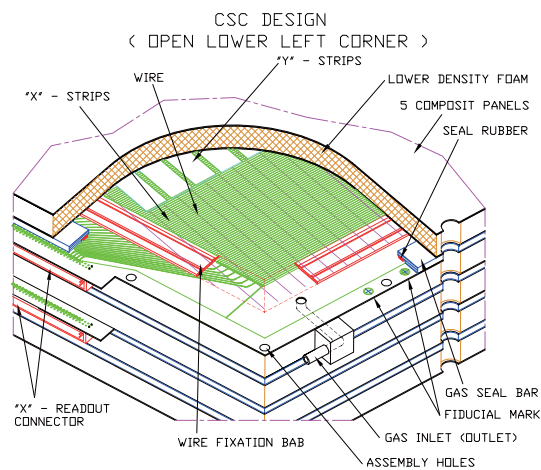 CSC DESIGN
( OPEN LOWER LEFT CORNER )
"Y" - STRIPS
WIRE
LOWER DENSITY FOAM
"X" - STRIPS
5 COMPOSIT PANELS
SEAL RUBBER
GAS SEAL BAR
"X" - READOUT
CONNECTOR
FIDUCIAL MARK
WIRE FIXATION BAB
GAS INLET (OUTLET)
ASSEMBLY HOLES